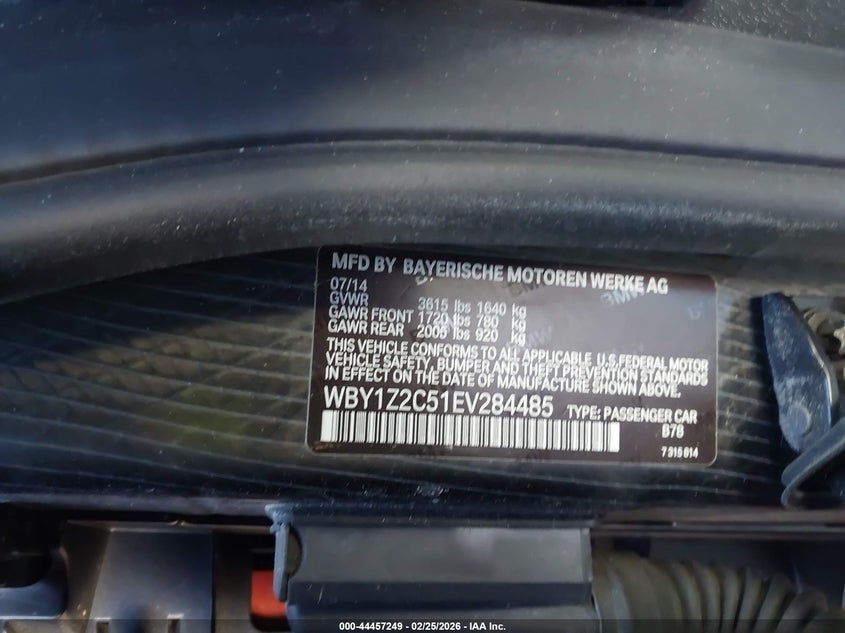 MFD BY BAYERISCHE MOTOREN WERKE AG
07/14
GVWR 3615 lbs 1640 kg
GAWR FRONT 1720 lbs 780 kg
GAWR REAR 2005 lbs 920 kg
THIS VEHICLE CONFORMS TO ALL APPLICABLE U.S. FEDERAL MOTOR
VEHICLE SAFETY, BUMPER AND THEFT PREVENTION STANDARDS
IN EFFECT ON THE DATE OF MANUFACTURE SHOWN ABOVE.
WBY1Z2C51EV284485 TYPE: PASSENGER CAR
B78
7 315 614
000-44457249 - 02/25/2026 - IAA Inc.